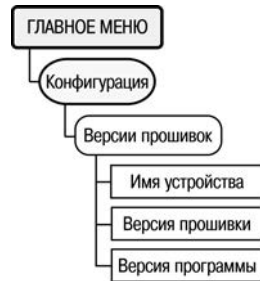 ГЛАВНОЕ МЕНЮ
Конфигурация
Версии прошивок
Имя устройства
Версия прошивки
Версия программы